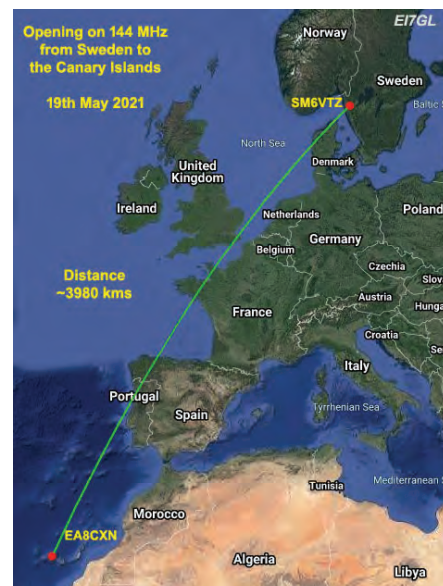 EI7GL
Opening on 144 MHz
from Sweden to
the Canary Islands
19th May 2021
Norway
Sweden
SM6VTZ
Baltic S
North Sea
Denmark
United
Kingdom
Ireland
Netherlands
Poland
Belgium
Germany
Distance
~3980 kms
Czechia
Slov
Austria
Hungar
France
Croatia
Se
Italy
Portugal
Spain
Tyrrhenian Sea
Tunisia
Mediterranean S
Morocco
EA8CXN
Algeria
Libya